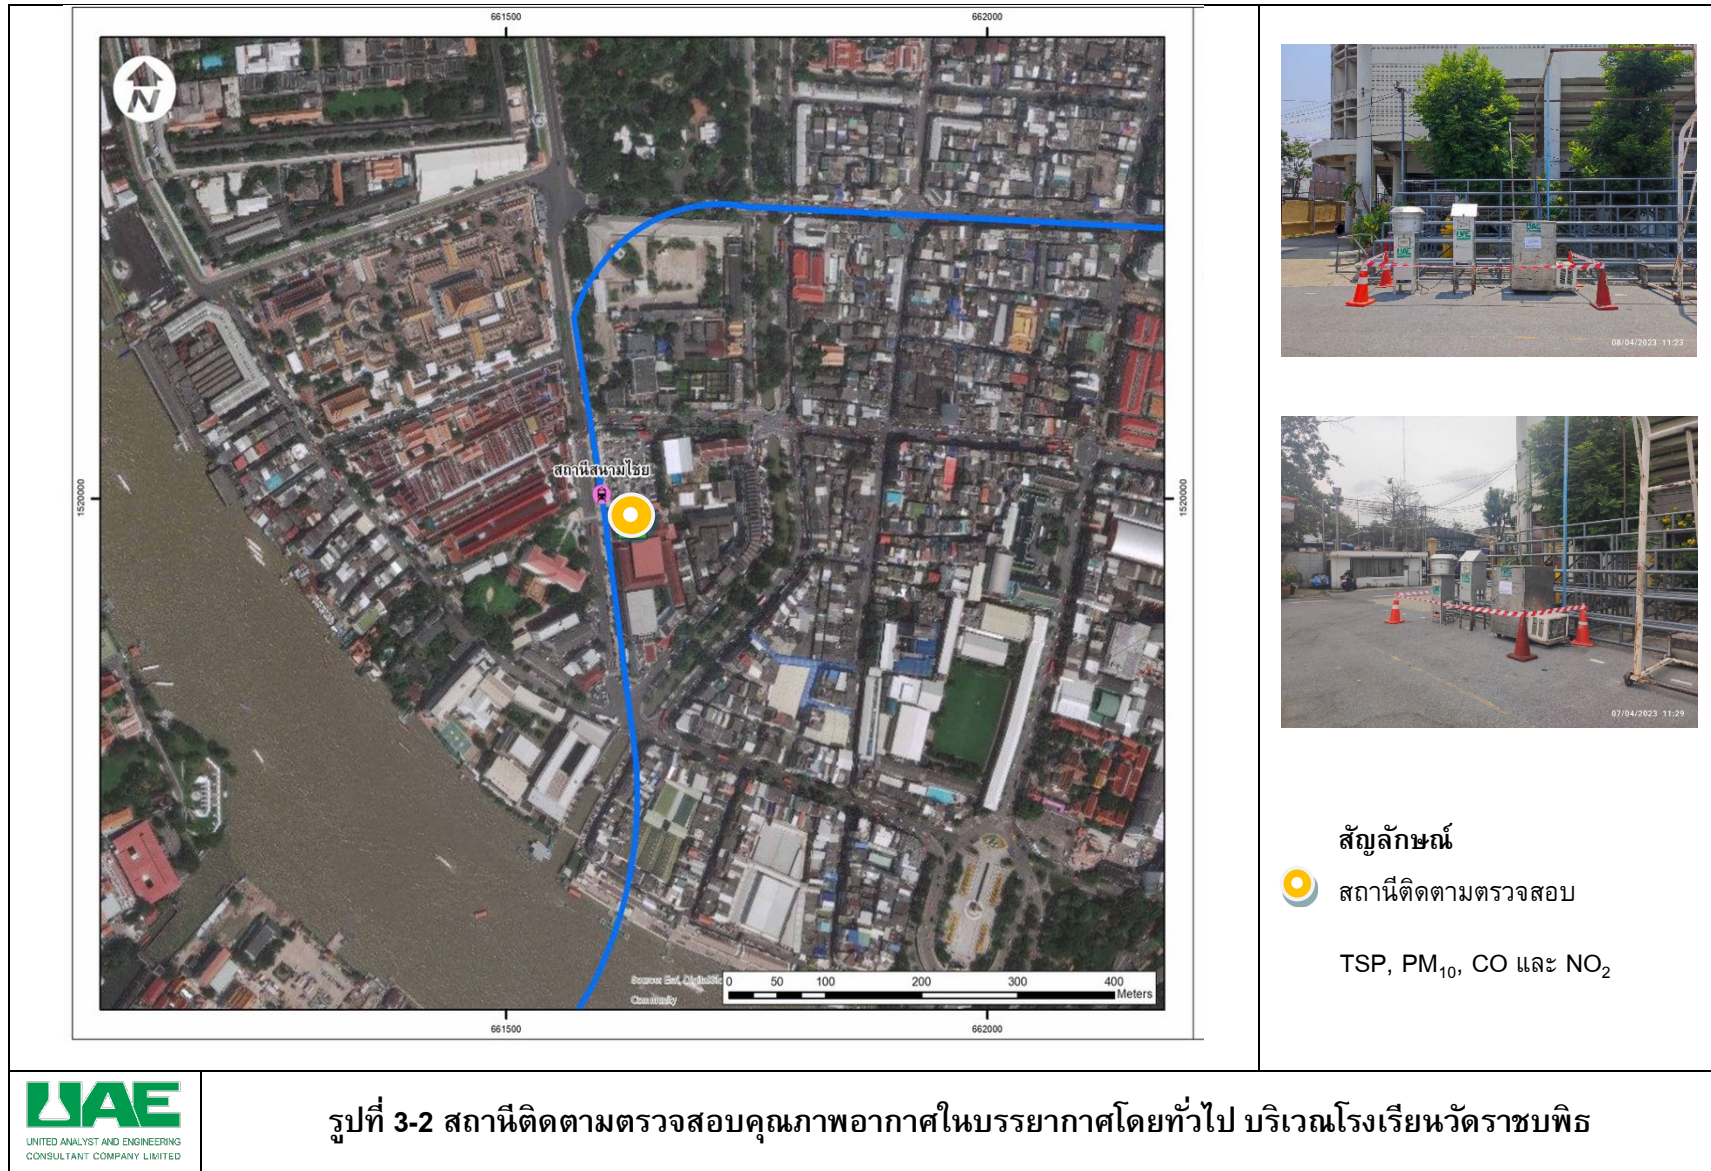 661500
662000
N
สถานีสนามไชย
1520000
1520000
Community
0 50 100 200 300 400
Meters
661500
662000
UAE
UAE
UAE
08/04/2023 11:23
07/04/2023 11:29
สัญลักษณ์
สถานีติดตามตรวจสอบ
TSP, PM10, CO และ NO2
UAE
UNITED ANALYST AND ENGINEERING
CONSULTANT COMPANY LIMITED
รูปที่ 3-2 สถานีติดตามตรวจสอบคุณภาพอากาศในบรรยากาศโดยทั่วไป บริเวณโรงเรียนวัดราชบพิธ